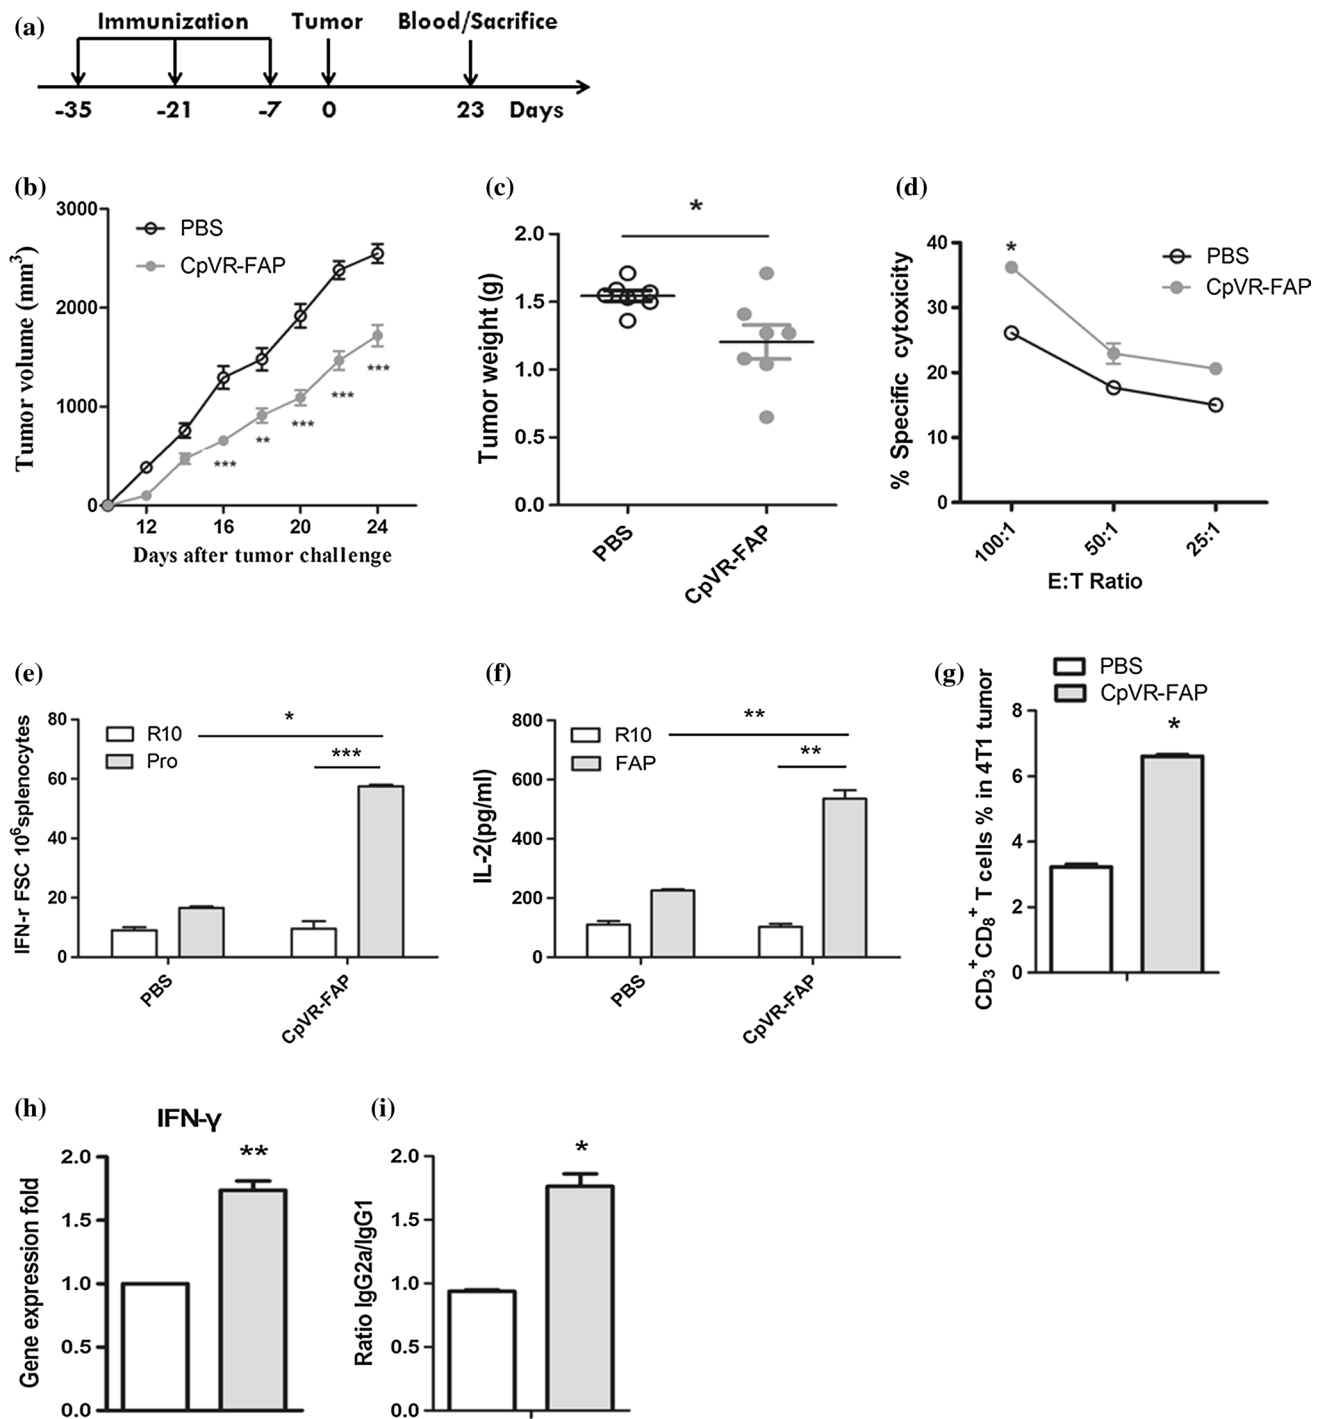 (a)
Immunization Tumor Blood/Sacrifice
-35 -21 -7 0 23 Days
(b)
Tumor volume (mm3)
3000
2000
1000
0
PBS
CpVR-FAP
***
**
***
***
***
12 16 20 24
Days after tumor challenge
(c)
Tumor weight (g)
*
2.0
1.5
1.0
0.5
0.0
PBS
CpVR-FAP
(d)
% Specific cytoxicity
40
30
20
10
0
*
PBS
CpVR-FAP
100:1
50:1
25:1
E:T Ratio
(e)
IFN-r FSC 10⁶splenocytes
80
60
40
20
0
R10
Pro
*
***
PBS
CpVR-FAP
(f)
IL-2(pg/ml)
800
600
400
200
0
R10
FAP
**
**
PBS
CpVR-FAP
(g)
PBS
CpVR-FAP
CD₃⁺CD₈⁺ T cells % in 4T1 tumor
8
6
4
2
0
*
(h)
IFN-γ
Gene expression fold
2.0
1.5
1.0
0.5
0.0
**
(i)
Ratio IgG2a/IgG1
2.0
1.5
1.0
0.5
0.0
*